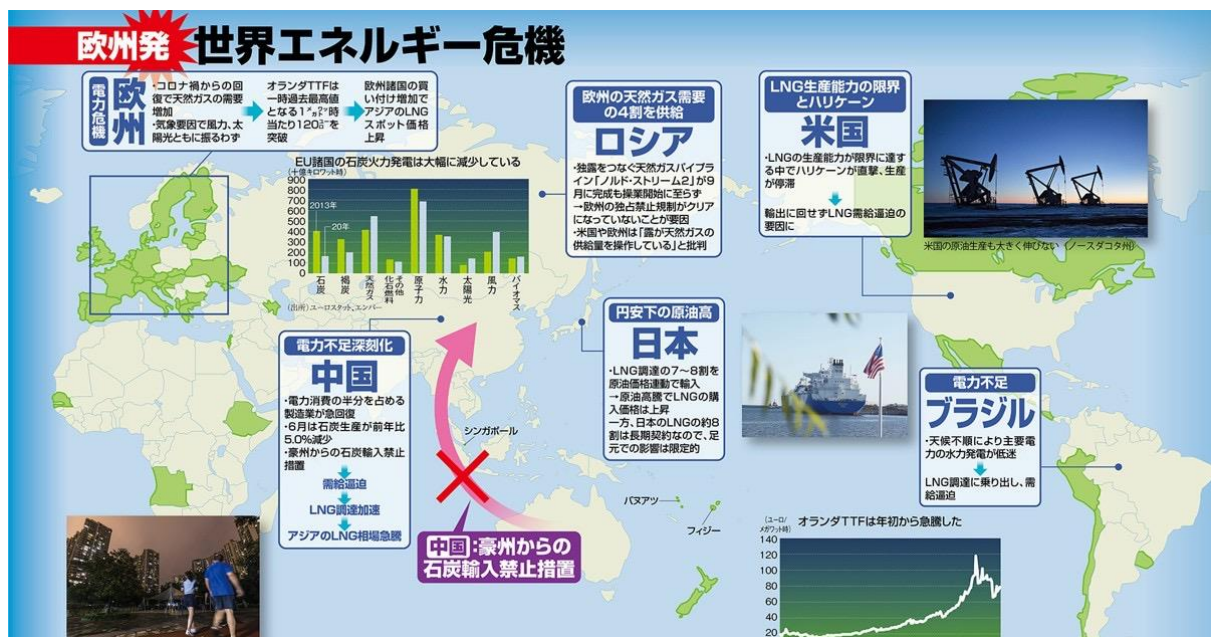 欧州発 世界エネルギー危機
電力危機
欧州
・コロナ禍からの回
復で天然ガスの需要
増加
・気象要因で風力、太
陽光ともに振るわず
オランダTTFは
一時過去最高値
となる1㍋㍗時
当たり120㌦を
突破
欧州諸国の買
い付け増加で
アジアのLNG
スポット価格
上昇
EU諸国の石炭火力発電は大幅に減少している
(十億キロワット時)
900
800
700
600
500
400
300
200
100
0
2013年
20年
石炭
褐炭
天然ガス
その他
化石燃料
原子力
水力
太陽光
風力
バイオマス
(出所)ユーロスタット、エンバー
欧州の天然ガス需要
の4割を供給
ロシア
・独露をつなぐ天然ガスパイプラ
イン「ノルド・ストリーム2」が9
月に完成も操業開始に至らず
→欧州の独占禁止規制がクリア
になっていないことが要因
・米国や欧州は「露が天然ガスの
供給量を操作している」と批判
LNG生産能力の限界
とハリケーン
米国
・LNGの生産能力が限界に達す
る中でハリケーンが直撃、生産
が停滞
輸出に回せずLNG需給逼迫の
要因に
米国の原油生産も大きく伸びない(ノースダコタ州)
電力不足深刻化
中国
・電力消費の半分を占める
製造業が急回復
・6月は石炭生産が前年比
5.0%減少
・豪州からの石炭輸入禁止
措置
需給逼迫
LNG調達加速
アジアのLNG相場急騰
シンガポール
中国:豪州からの
石炭輸入禁止措置
円安下の原油高
日本
・LNG調達の7〜8割を
原油価格連動で輸入
→原油高騰でLNGの購
入価格は上昇
一方、日本のLNGの約8
割は長期契約なので、足
元での影響は限定的
バヌアツ
フィジー
電力不足
ブラジル
・天候不順により主要電
力の水力発電が低迷
LNG調達に乗り出し、需
給逼迫
オランダTTFは年初から急騰した
(ユーロ/
メガワット時)
140
120
100
80
60
40
20